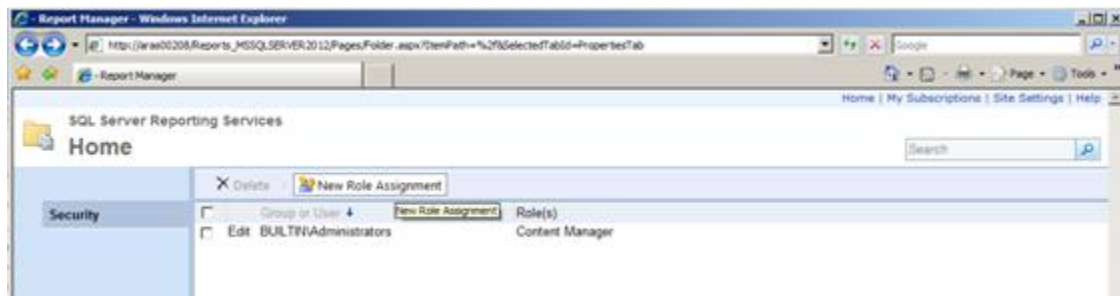 - Report Manager - Windows Internet Explorer
http://aras00208/Reports_MSSQLSERVER2012/Pages/Folder.aspx?ItemPath=%2f&SelectedTabId=PropertiesTab
Google
- Report Manager
Page
Tools
Home | My Subscriptions | Site Settings | Help
SQL Server Reporting Services
Home
Search
Delete
New Role Assignment
Security
Group or User
New Role Assignment
Role(s)
Edit BUILTIN\Administrators Content Manager